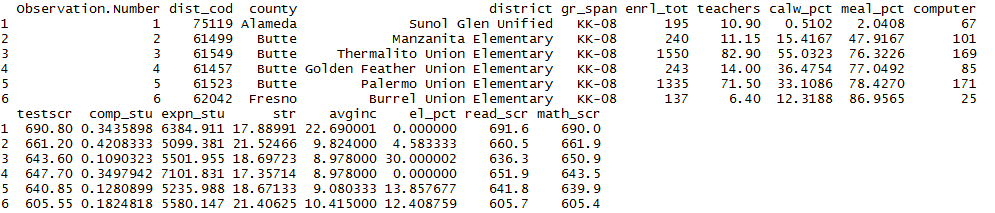 Observation.Number dist_cod county district gr_span enrl_tot teachers calw_pct meal_pct computer
1 1 75119 Alameda Sunol Glen Unified KK-08 195 10.90 0.5102 2.0408 67
2 2 61499 Butte Manzanita Elementary KK-08 240 11.15 15.4167 47.9167 101
3 3 61549 Butte Thermalito Union Elementary KK-08 1550 82.90 55.0323 76.3226 169
4 4 61457 Butte Golden Feather Union Elementary KK-08 243 14.00 36.4754 77.0492 85
5 5 61523 Butte Palermo Union Elementary KK-08 1335 71.50 33.1086 78.4270 171
6 6 62042 Fresno Burrel Union Elementary KK-08 137 6.40 12.3188 86.9565 25
testscr comp_stu expn_stu str avginc el_pct read_scr math_scr
1 690.80 0.3435898 6384.911 17.88991 22.690001 0.000000 691.6 690.0
2 661.20 0.4208333 5099.381 21.52466 9.824000 4.583333 660.5 661.9
3 643.60 0.1090323 5501.955 18.69723 8.978000 30.000002 636.3 650.9
4 647.70 0.3497942 7101.831 17.35714 8.978000 0.000000 651.9 643.5
5 640.85 0.1280899 5235.988 18.67133 9.080333 13.857677 641.8 639.9
6 605.55 0.1824818 5580.147 21.40625 10.415000 12.408759 605.7 605.4